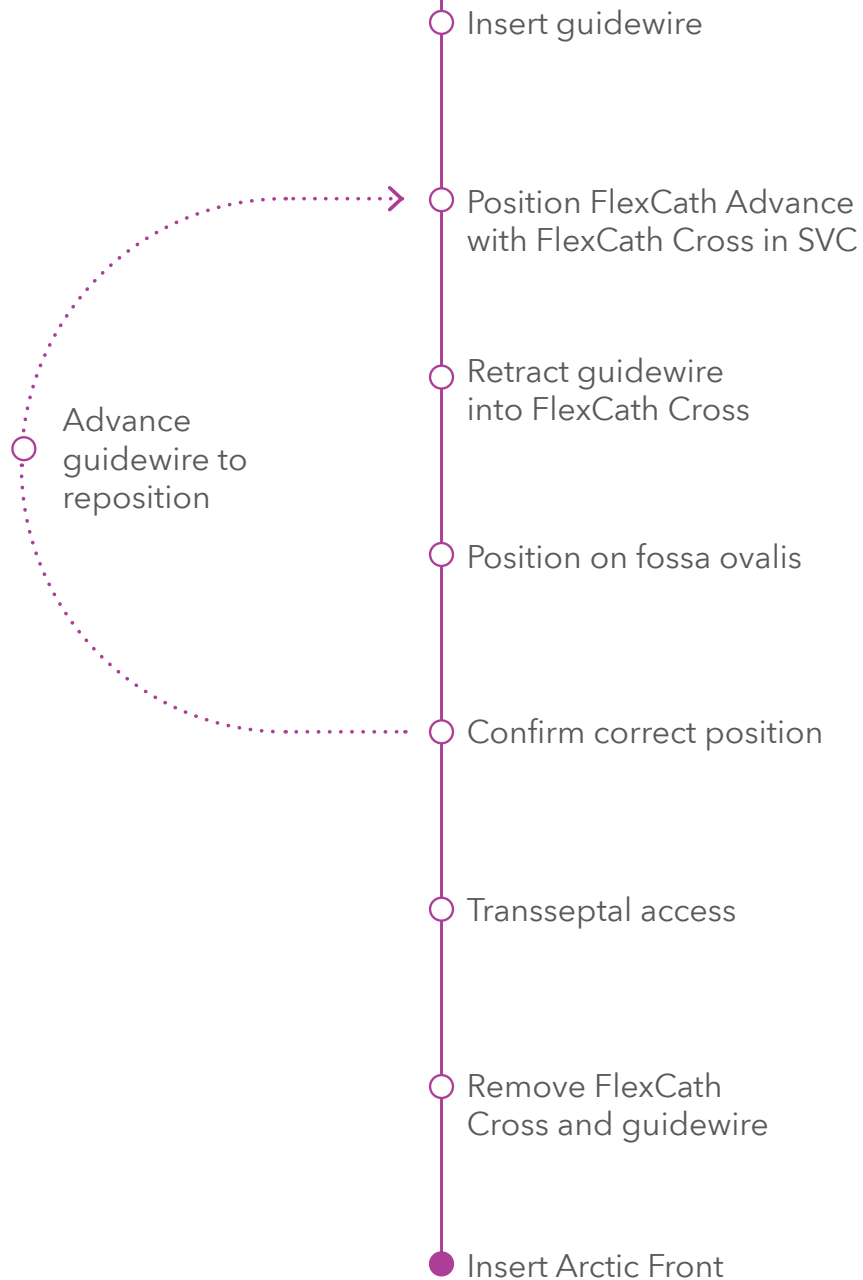 Insert guidewire
Position FlexCath Advance
with FlexCath Cross in SVC
Retract guidewire
into FlexCath Cross
Advance
guidewire to
reposition
Position on fossa ovalis
Confirm correct position
Transseptal access
Remove FlexCath
Cross and guidewire
Insert Arctic Front